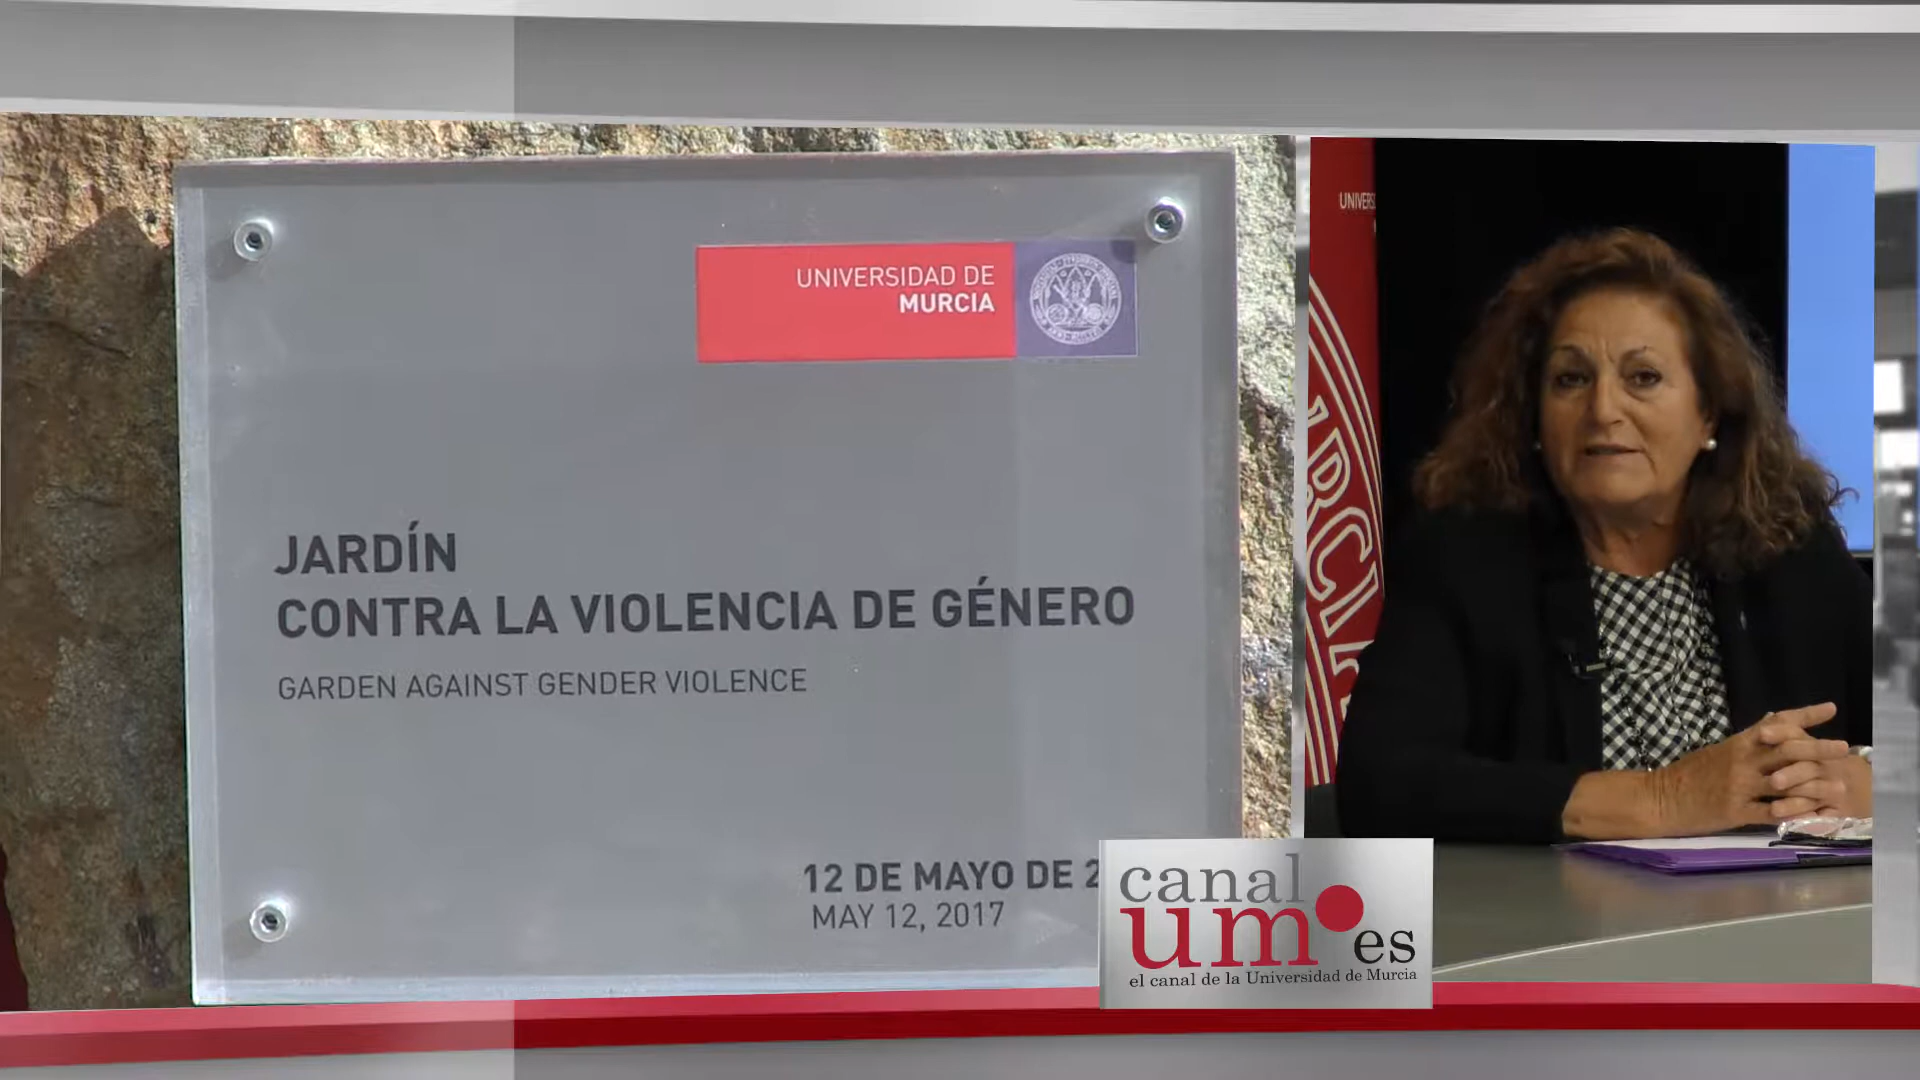 UNIVERSIDAD DE
MURCIA
JARDÍN
CONTRA LA VIOLENCIA DE GÉNERO
GARDEN AGAINST GENDER VIOLENCE
12 DE MAYO DE 2
MAY 12, 2017
UNIVERS
URCIA
canal
um.es
el canal de la Universidad de Murcia